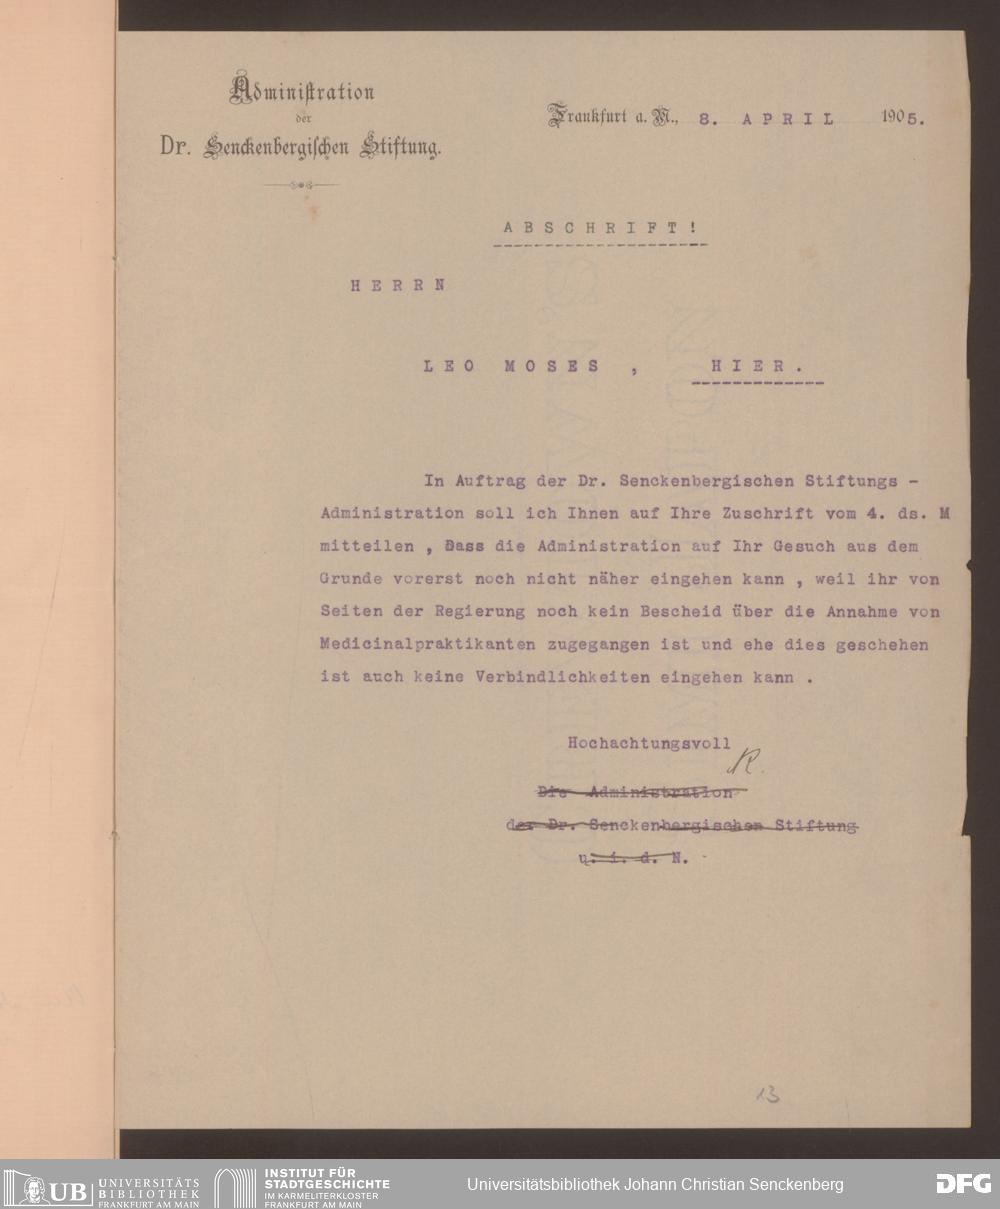 Administration
der
Dr. Senckenbergischen Stiftung.
Frankfurt a. M., 8. APRIL 1905.
ABSCHRIFT!
HERRN
LEO MOSES , HIER.
In Auftrag der Dr. Senckenbergischen Stiftungs -
Administration soll ich Ihnen auf Ihre Zuschrift vom 4. ds. M
mitteilen , Dass die Administration auf Ihr Gesuch aus dem
Grunde vorerst noch nicht näher eingehen kann , weil ihr von
Seiten der Regierung noch kein Bescheid über die Annahme von
Medicinalpraktikanten zugegangen ist und ehe dies geschehen
ist auch keine Verbindlichkeiten eingehen kann .
Hochachtungsvoll
Die Administration
der Dr. Senckenbergischen Stiftung
u. i. d. N.
13
UB UNIVERSITÄTS
BIBLIOTHEK
FRANKFURT AM MAIN
INSTITUT FÜR
STADTGESCHICHTE
IM KARMELITERKLOSTER
FRANKFURT AM MAIN
Universitätsbibliothek Johann Christian Senckenberg
DFG